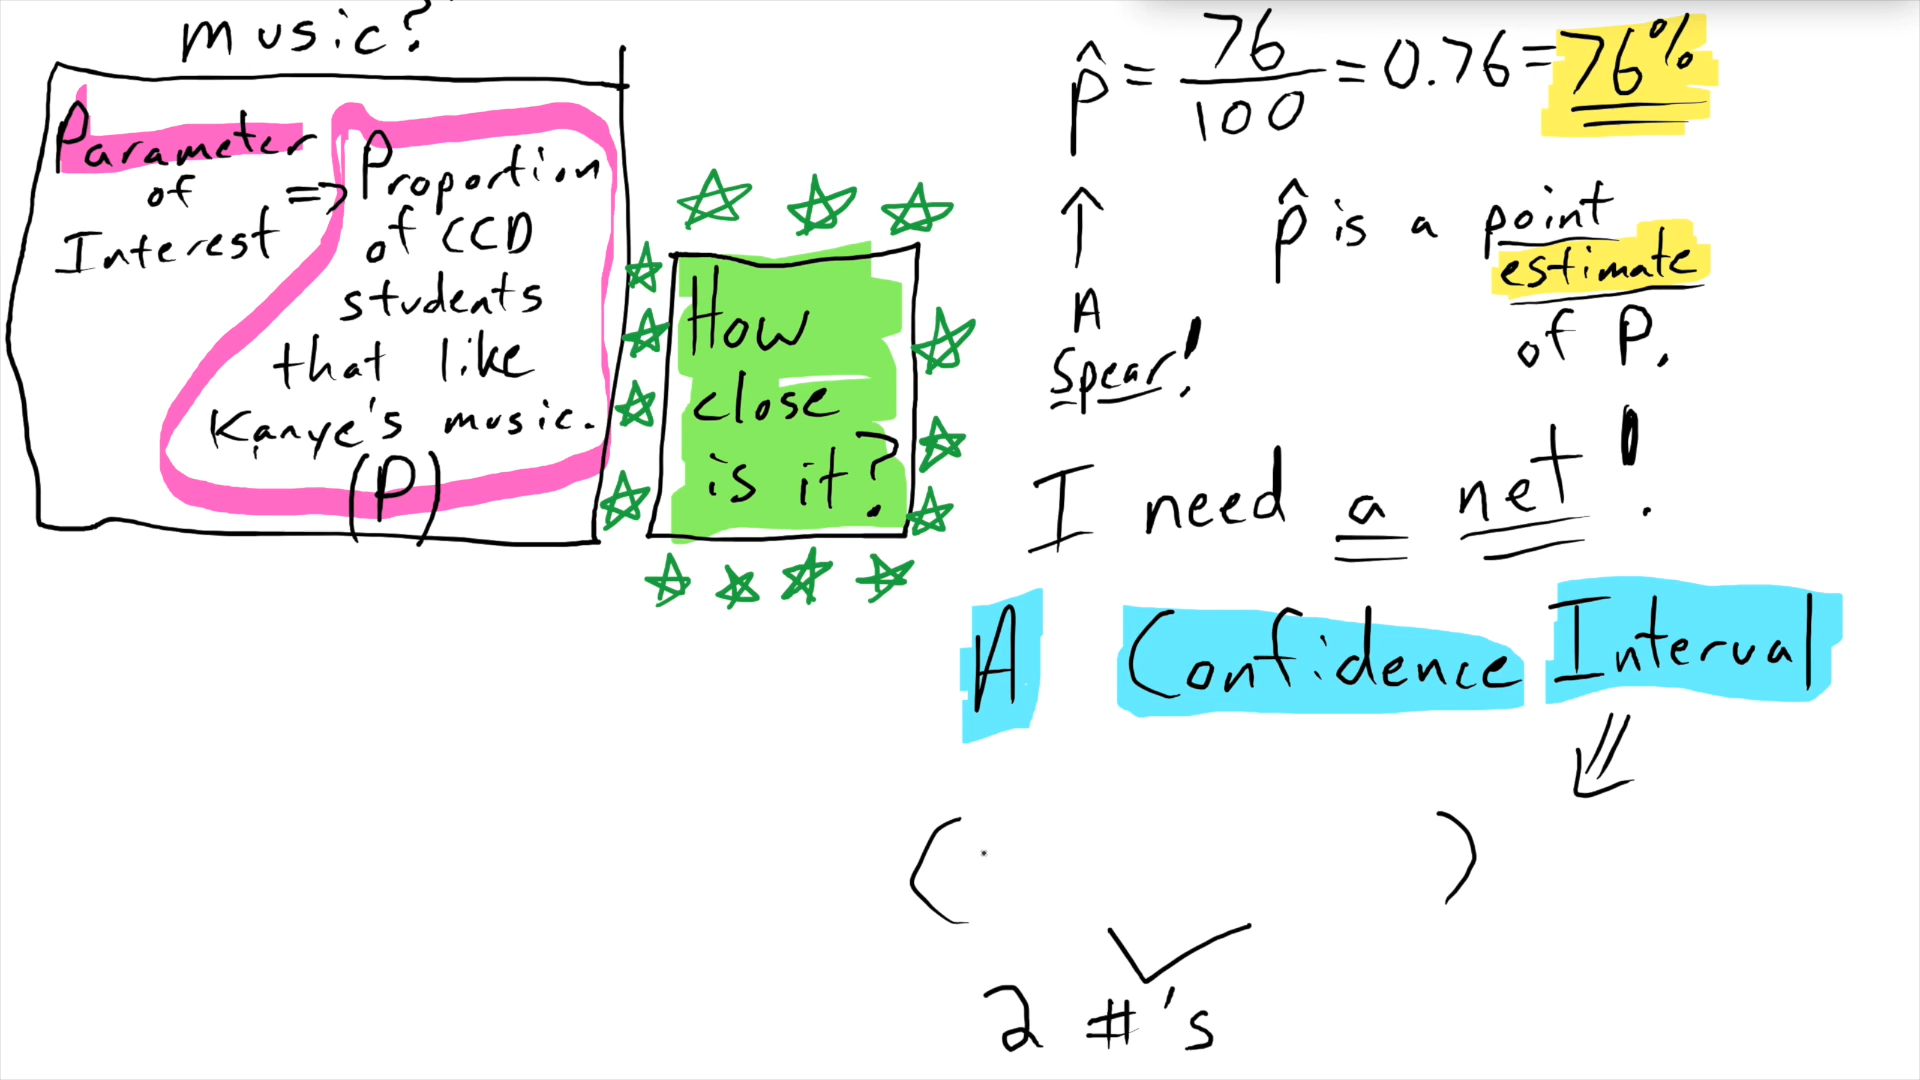 music?
Parameter
of
Interest
=>
Proportion
of CCD
students
that like
Kanye's music.
(P)
How
close
is it?
p̂ = 76/100 = 0.76 = 76%
A
Spear!
p̂ is a point
estimate
of P.
I need a net!
A Confidence Interval
( )
2 #'s